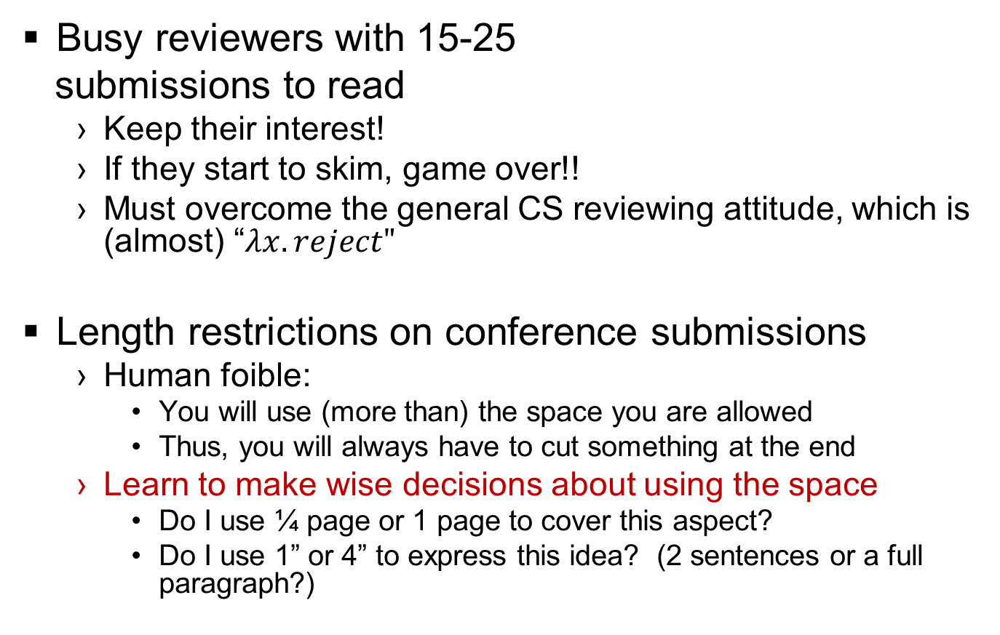 ▪ Busy reviewers with 15-25
submissions to read
› Keep their interest!
› If they start to skim, game over!!
› Must overcome the general CS reviewing attitude, which is
(almost) “λx.reject"
▪ Length restrictions on conference submissions
› Human foible:
• You will use (more than) the space you are allowed
• Thus, you will always have to cut something at the end
› Learn to make wise decisions about using the space
• Do I use ¼ page or 1 page to cover this aspect?
• Do I use 1” or 4” to express this idea?  (2 sentences or a full
paragraph?)